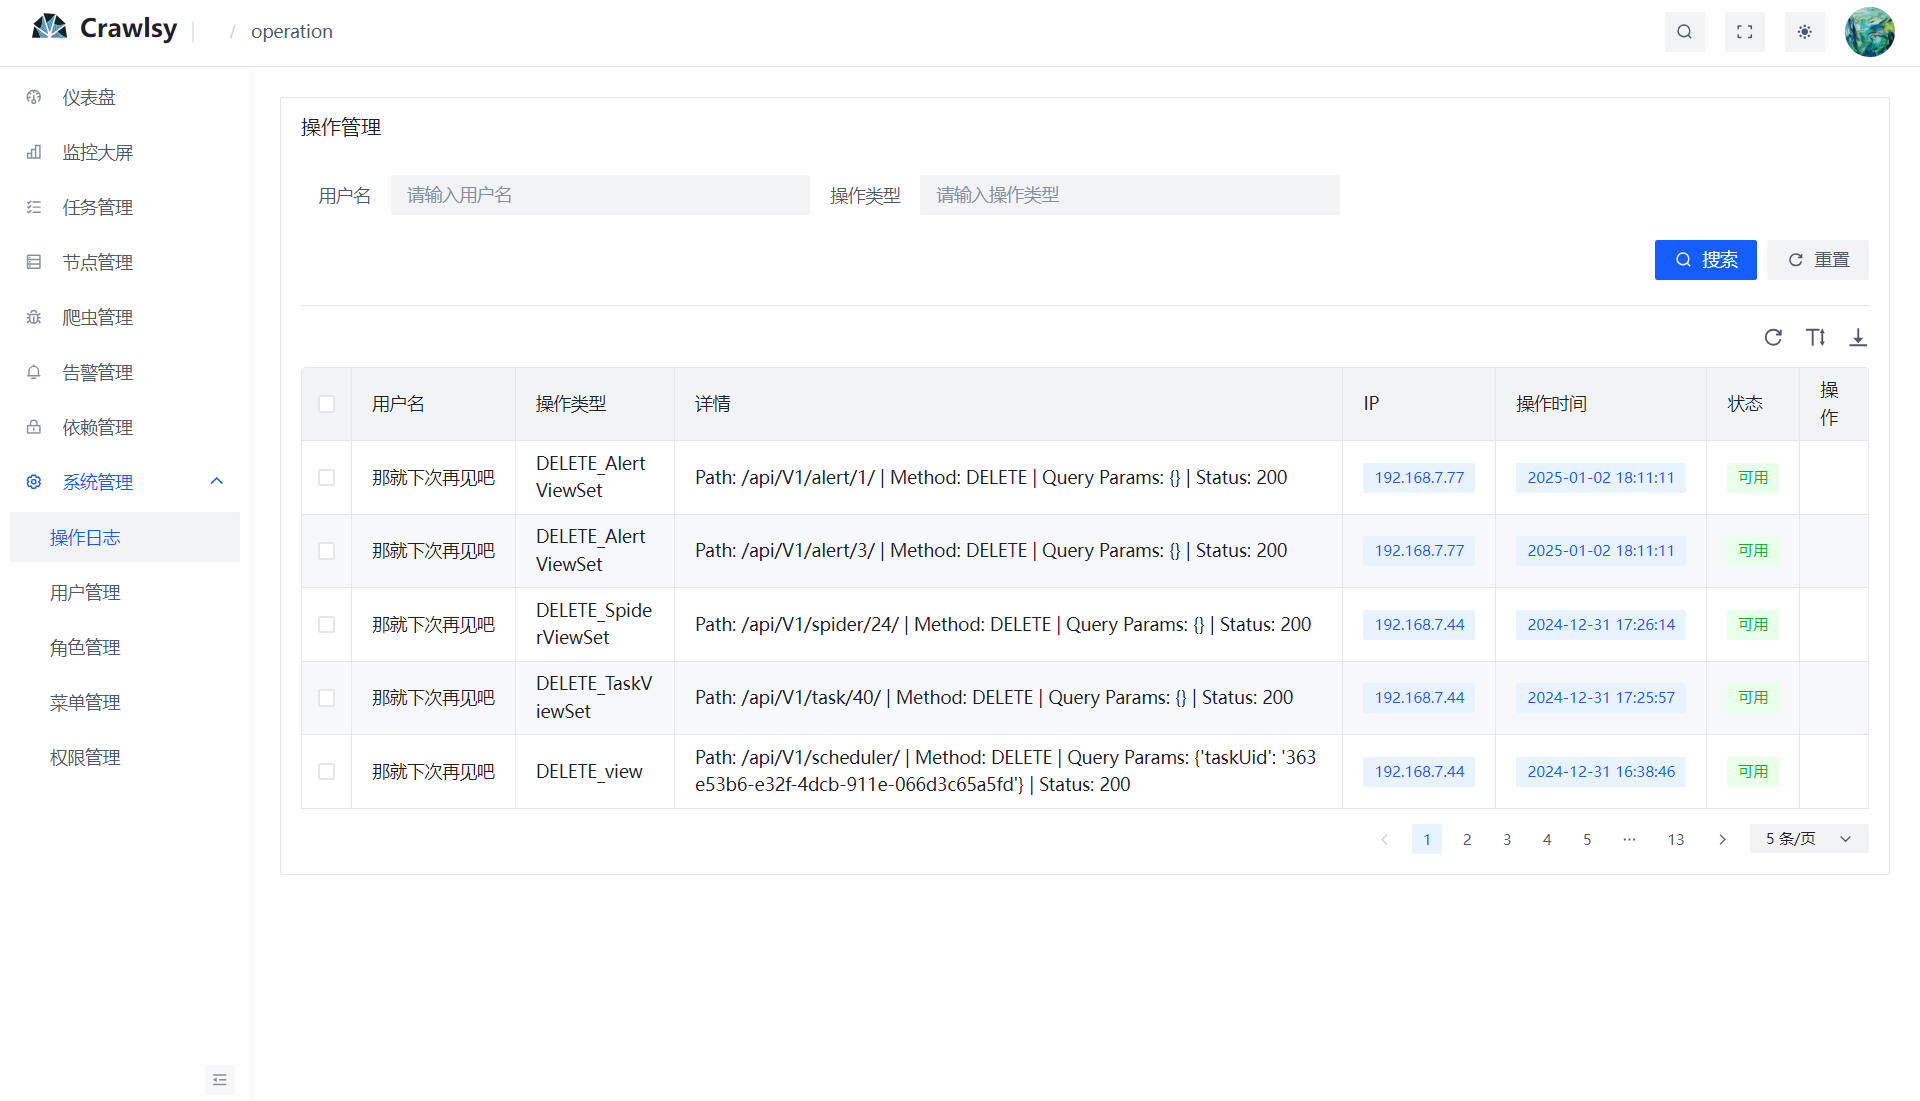 Crawlsy
/ operation
仪表盘
监控大屏
任务管理
节点管理
爬虫管理
告警管理
依赖管理
系统管理
操作日志
用户管理
角色管理
菜单管理
权限管理
操作管理
用户名 请输入用户名 操作类型 请输入操作类型
搜索 重置
用户名 操作类型 详情 IP 操作时间 状态 操
作
那就下次再见吧 DELETE_Alert
ViewSet Path: /api/V1/alert/1/ | Method: DELETE | Query Params: {} | Status: 200 192.168.7.77 2025-01-02 18:11:11 可用
那就下次再见吧 DELETE_Alert
ViewSet Path: /api/V1/alert/3/ | Method: DELETE | Query Params: {} | Status: 200 192.168.7.77 2025-01-02 18:11:11 可用
那就下次再见吧 DELETE_Spide
rViewSet Path: /api/V1/spider/24/ | Method: DELETE | Query Params: {} | Status: 200 192.168.7.44 2024-12-31 17:26:14 可用
那就下次再见吧 DELETE_TaskV
iewSet Path: /api/V1/task/40/ | Method: DELETE | Query Params: {} | Status: 200 192.168.7.44 2024-12-31 17:25:57 可用
那就下次再见吧 DELETE_view Path: /api/V1/scheduler/ | Method: DELETE | Query Params: {'taskUid': '363
e53b6-e32f-4dcb-911e-066d3c65a5fd'} | Status: 200 192.168.7.44 2024-12-31 16:38:46 可用
1 2 3 4 5 ··· 13 5 条/页